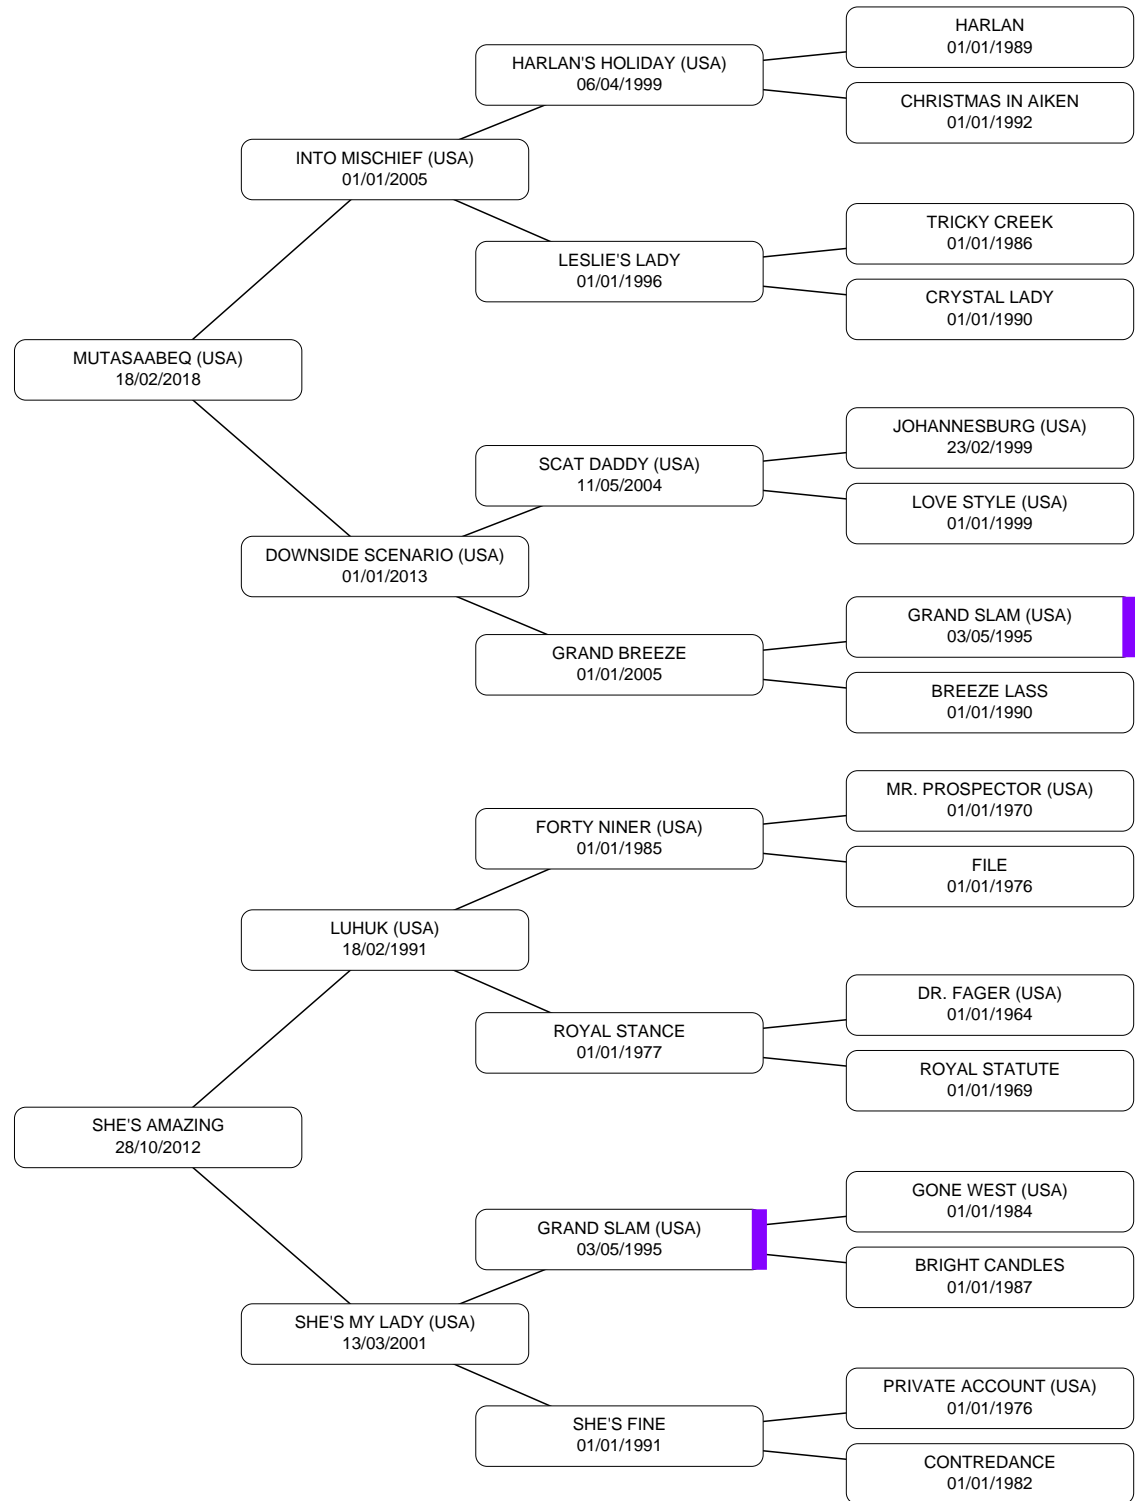 HARLAN
01/01/1989
HARLAN'S HOLIDAY (USA)
06/04/1999
CHRISTMAS IN AIKEN
01/01/1992
INTO MISCHIEF (USA)
01/01/2005
TRICKY CREEK
01/01/1986
LESLIE'S LADY
01/01/1996
CRYSTAL LADY
01/01/1990
MUTASAABEQ (USA)
18/02/2018
JOHANNESBURG (USA)
23/02/1999
SCAT DADDY (USA)
11/05/2004
LOVE STYLE (USA)
01/01/1999
DOWNSIDE SCENARIO (USA)
01/01/2013
GRAND SLAM (USA)
03/05/1995
GRAND BREEZE
01/01/2005
BREEZE LASS
01/01/1990
MR. PROSPECTOR (USA)
01/01/1970
FORTY NINER (USA)
01/01/1985
FILE
01/01/1976
LUHUK (USA)
18/02/1991
DR. FAGER (USA)
01/01/1964
ROYAL STANCE
01/01/1977
ROYAL STATUTE
01/01/1969
SHE'S AMAZING
28/10/2012
GONE WEST (USA)
01/01/1984
GRAND SLAM (USA)
03/05/1995
BRIGHT CANDLES
01/01/1987
SHE'S MY LADY (USA)
13/03/2001
PRIVATE ACCOUNT (USA)
01/01/1976
SHE'S FINE
01/01/1991
CONTREDANCE
01/01/1982